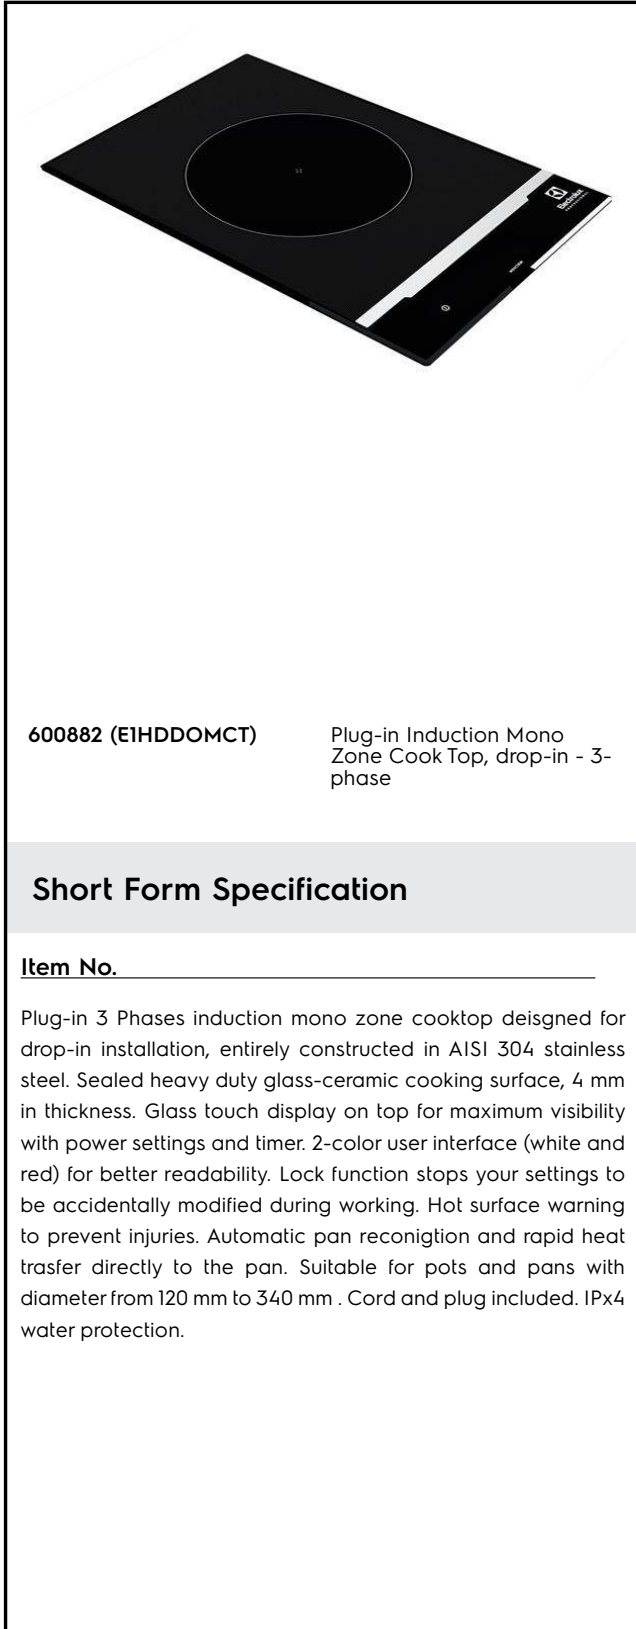 Electrolux
PROFESSIONAL
600882 (E1HDDOMCT)
Plug-in Induction Mono
Zone Cook Top, drop-in - 3-
phase
Short Form Specification
Item No.
Plug-in 3 Phases induction mono zone cooktop deisgned for
drop-in installation, entirely constructed in AISI 304 stainless
steel. Sealed heavy duty glass-ceramic cooking surface, 4 mm
in thickness. Glass touch display on top for maximum visibility
with power settings and timer. 2-color user interface (white and
red) for better readability. Lock function stops your settings to
be accidentally modified during working. Hot surface warning
to prevent injuries. Automatic pan reconigtion and rapid heat
trasfer directly to the pan. Suitable for pots and pans with
diameter from 120 mm to 340 mm . Cord and plug included. IPx4
water protection.